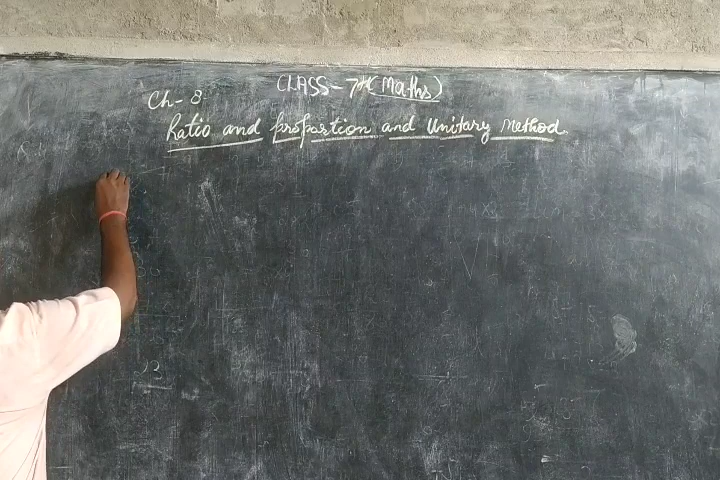 CLASS - 7th (Maths)
Ch - 8
Ratio and proportion and Unitary Method.